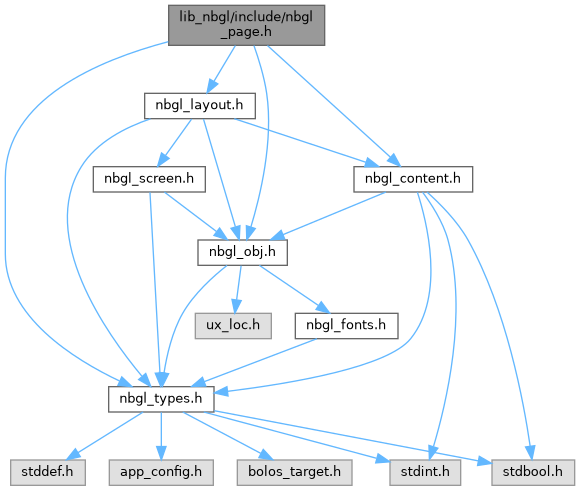 lib_nbgl/include/nbgl
_page.h
nbgl_layout.h
nbgl_screen.h
nbgl_content.h
nbgl_obj.h
ux_loc.h
nbgl_fonts.h
nbgl_types.h
stddef.h
app_config.h
bolos_target.h
stdint.h
stdbool.h